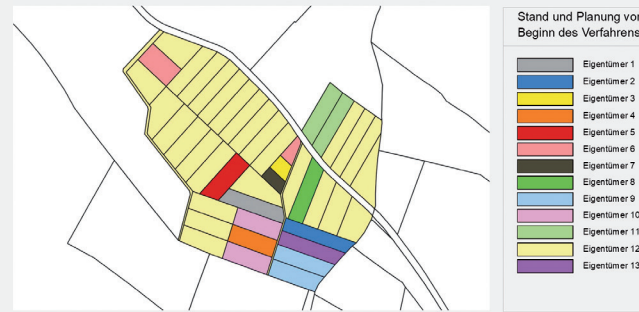 Stand und Planung vor
Beginn des Verfahrens
Eigentümer 1
Eigentümer 2
Eigentümer 3
Eigentümer 4
Eigentümer 5
Eigentümer 6
Eigentümer 7
Eigentümer 8
Eigentümer 9
Eigentümer 10
Eigentümer 11
Eigentümer 12
Eigentümer 13